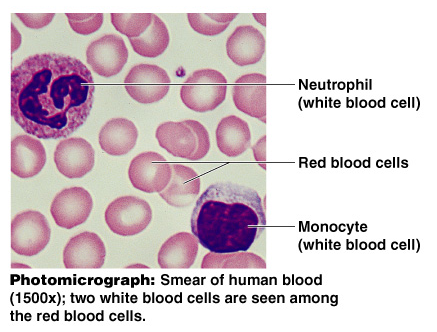 Neutrophil
(white blood cell)
Red blood cells
Monocyte
(white blood cell)
Photomicrograph: Smear of human blood
(1500x); two white blood cells are seen among
the red blood cells.